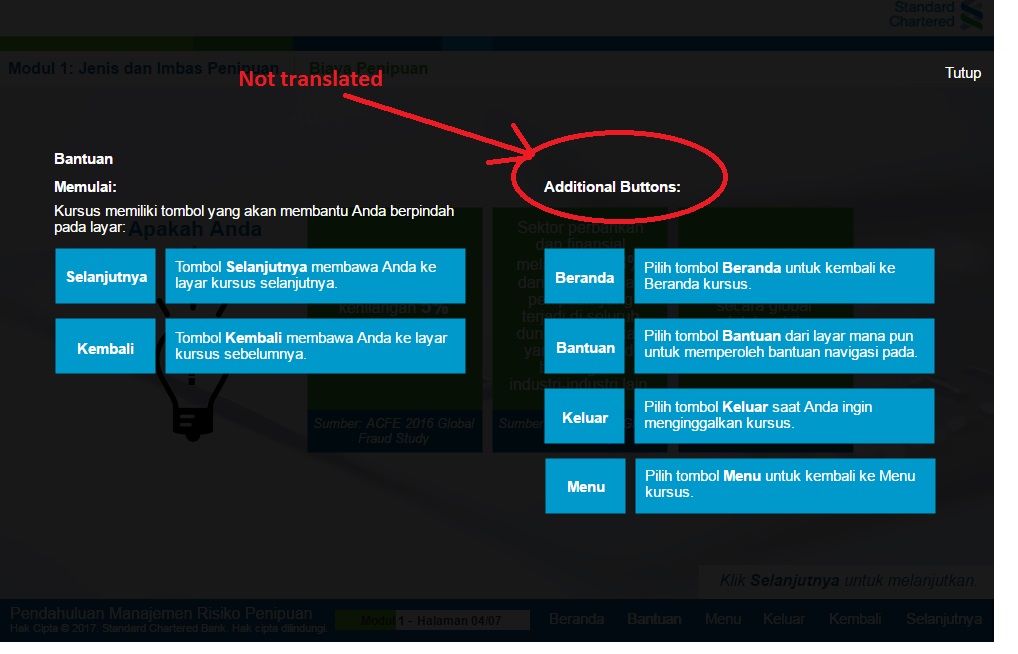 Standard
Chartered
Modul 1: Jenis dan Imbas Penipuan
Biaya Penipuan
Not translated
Tutup
Bantuan
Memulai:
Kursus memiliki tombol yang akan membantu Anda berpindah
pada layar:
Apakah Anda
Selanjutnya
Tombol Selanjutnya membawa Anda ke
layar kursus selanjutnya.
Kembali
Tombol Kembali membawa Anda ke layar
kursus sebelumnya.
kehilangan 5%
Sumber: ACFE 2016 Global
Fraud Study
Additional Buttons:
Sektor perbankan
dan finansial
terjadi di seluruh
industri-industri lain
Sumber
secara global
Beranda
Pilih tombol Beranda untuk kembali ke
Beranda kursus.
Bantuan
Pilih tombol Bantuan dari layar mana pun
untuk memperoleh bantuan navigasi pada.
Keluar
Pilih tombol Keluar saat Anda ingin
menginggalkan kursus.
Menu
Pilih tombol Menu untuk kembali ke Menu
kursus.
Klik Selanjutnya untuk melanjutkan.
Pendahuluan Manajemen Risiko Penipuan
Hak Cipta © 2017. Standard Chartered Bank. Hak cipta dilindungi.
Modul 1 - Halaman 04/07
Beranda Bantuan Menu Keluar Kembali Selanjutnya